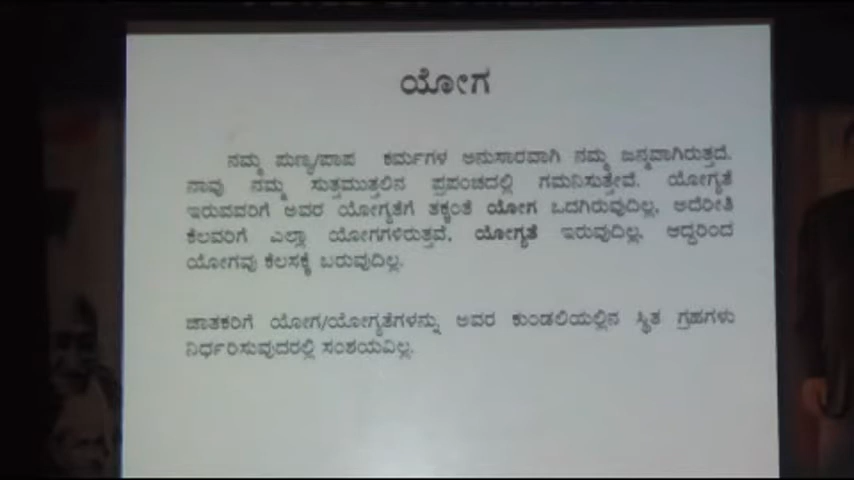 ಯೋಗ
ನಮ್ಮ ಪುಣ್ಯ/ಪಾಪ ಕರ್ಮಗಳ ಅನುಸಾರವಾಗಿ ನಮ್ಮ ಜನ್ಮವಾಗಿರುತ್ತದೆ.
ನಾವು ನಮ್ಮ ಸುತ್ತಮುತ್ತಲಿನ ಪ್ರಪಂಚದಲ್ಲಿ ಗಮನಿಸುತ್ತೇವೆ. ಯೋಗ್ಯತೆ
ಇರುವವರಿಗೆ ಅವರ ಯೋಗ್ಯತೆಗೆ ತಕ್ಕಂತೆ ಯೋಗ ಒದಗಿರುವುದಿಲ್ಲ, ಅದೆರೀತಿ
ಕೆಲವರಿಗೆ ಎಲ್ಲಾ ಯೋಗಗಳಿರುತ್ತವೆ, ಯೋಗ್ಯತೆ ಇರುವುದಿಲ್ಲ, ಆದ್ದರಿಂದ
ಯೋಗವು ಕೆಲಸಕ್ಕೆ ಬರುವುದಿಲ್ಲ.
ಜಾತಕರಿಗೆ ಯೋಗ/ಯೋಗ್ಯತೆಗಳನ್ನು ಅವರ ಕುಂಡಲಿಯಲ್ಲಿನ ಸ್ಥಿತ ಗ್ರಹಗಳು
ನಿರ್ಧರಿಸುವುದರಲ್ಲಿ ಸಂಶಯವಿಲ್ಲ.